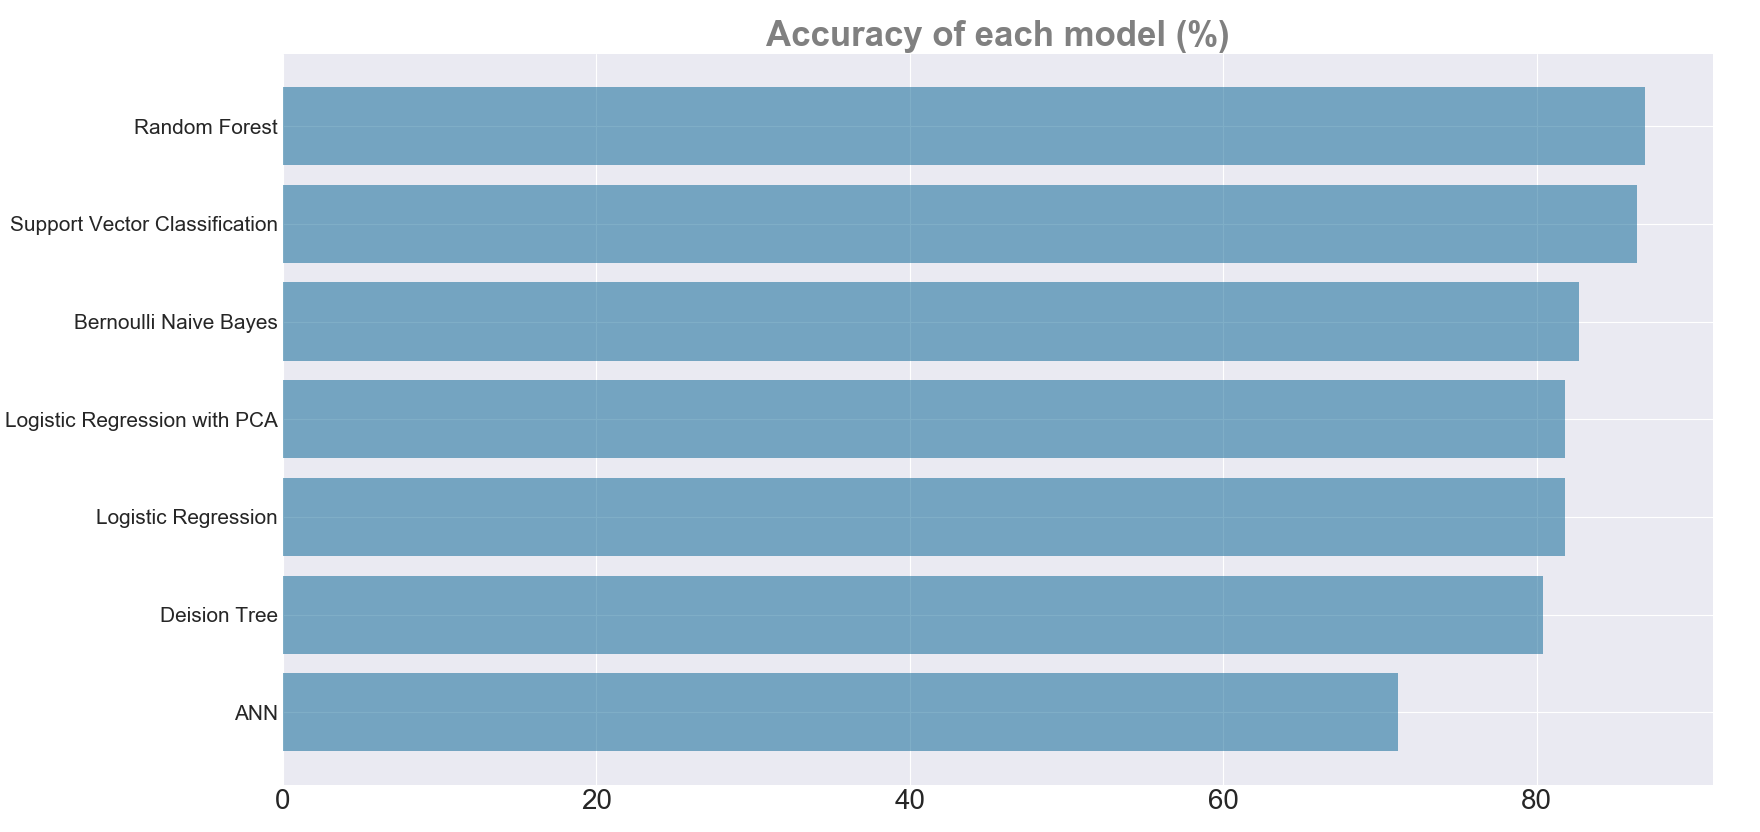 Accuracy of each model (%)
Random Forest
Support Vector Classification
Bernoulli Naive Bayes
Logistic Regression with PCA
Logistic Regression
Deision Tree
ANN
0 20 40 60 80